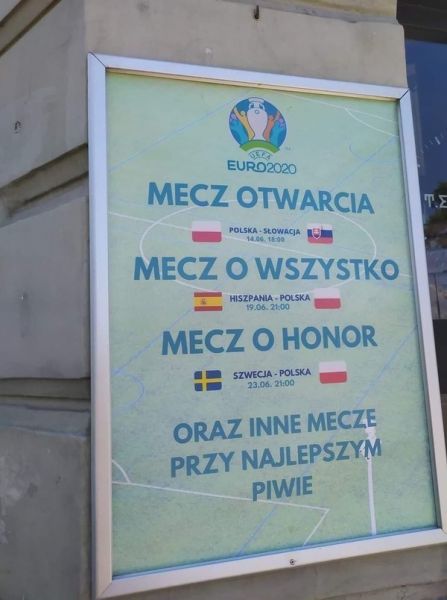 UEFA
EURO2020
MECZ OTWARCIA
POLSKA - SŁOWACJA
14.06. 18:00
MECZ O WSZYSTKO
HISZPANIA - POLSKA
19.06. 21:00
MECZ O HONOR
SZWECJA - POLSKA
23.06. 21:00
ORAZ INNE MECZE
PRZY NAJLEPSZYM
PIWIE